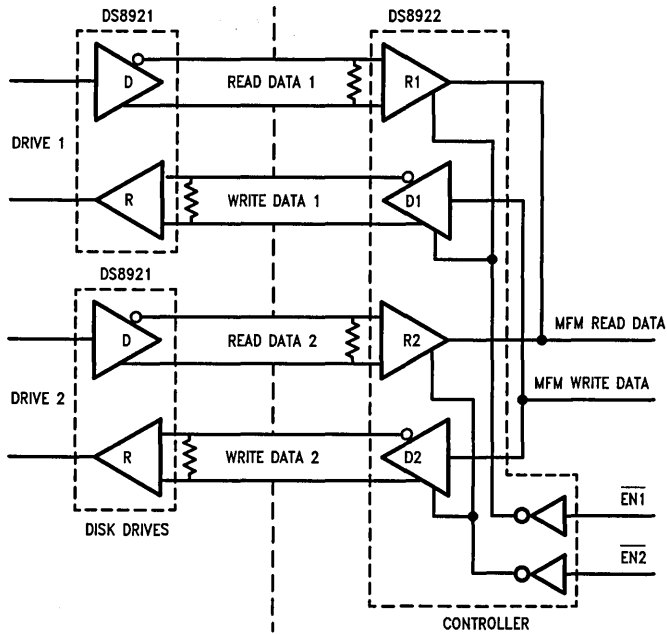 DS8921
DS8922
D
READ DATA 1
R1
DRIVE 1
R
WRITE DATA 1
D1
DS8921
D
READ DATA 2
R2
MFM READ DATA
MFM WRITE DATA
DRIVE 2
R
WRITE DATA 2
D2
EN1
DISK DRIVES
EN2
CONTROLLER